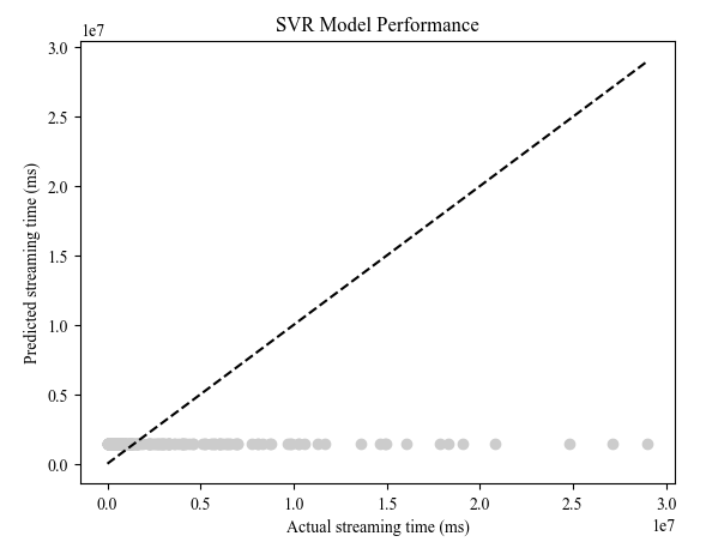 SVR Model Performance
1e7
3.0
2.5
2.0
1.5
1.0
0.5
0.0
Predicted streaming time (ms)
0.0 0.5 1.0 1.5 2.0 2.5 3.0
Actual streaming time (ms)
1e7